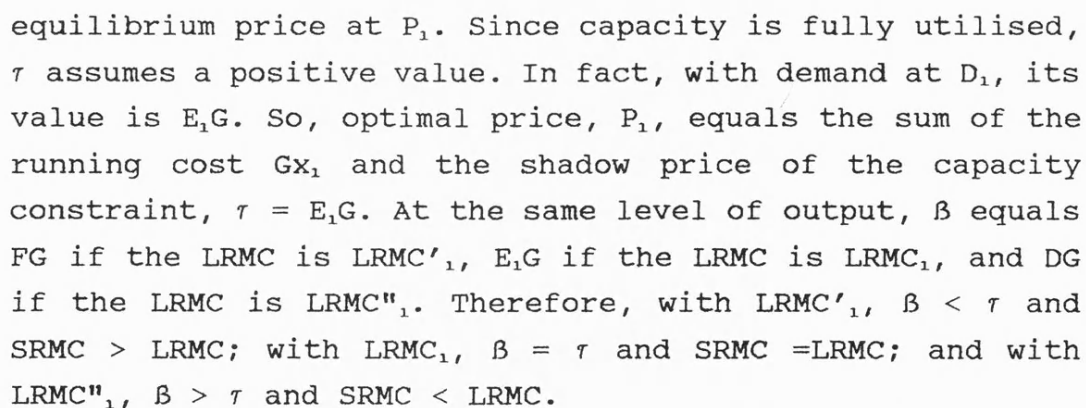 equilibrium price at P₁. Since capacity is fully utilised,
τ assumes a positive value. In fact, with demand at D₁, its
value is E₁G. So, optimal price, P₁, equals the sum of the
running cost Gx₁ and the shadow price of the capacity
constraint, τ = E₁G. At the same level of output, ß equals
FG if the LRMC is LRMC′₁, E₁G if the LRMC is LRMC₁, and DG
if the LRMC is LRMC"₁. Therefore, with LRMC′₁, ß < τ and
SRMC > LRMC; with LRMC₁, ß = τ and SRMC =LRMC; and with
LRMC"₁, ß > τ and SRMC < LRMC.